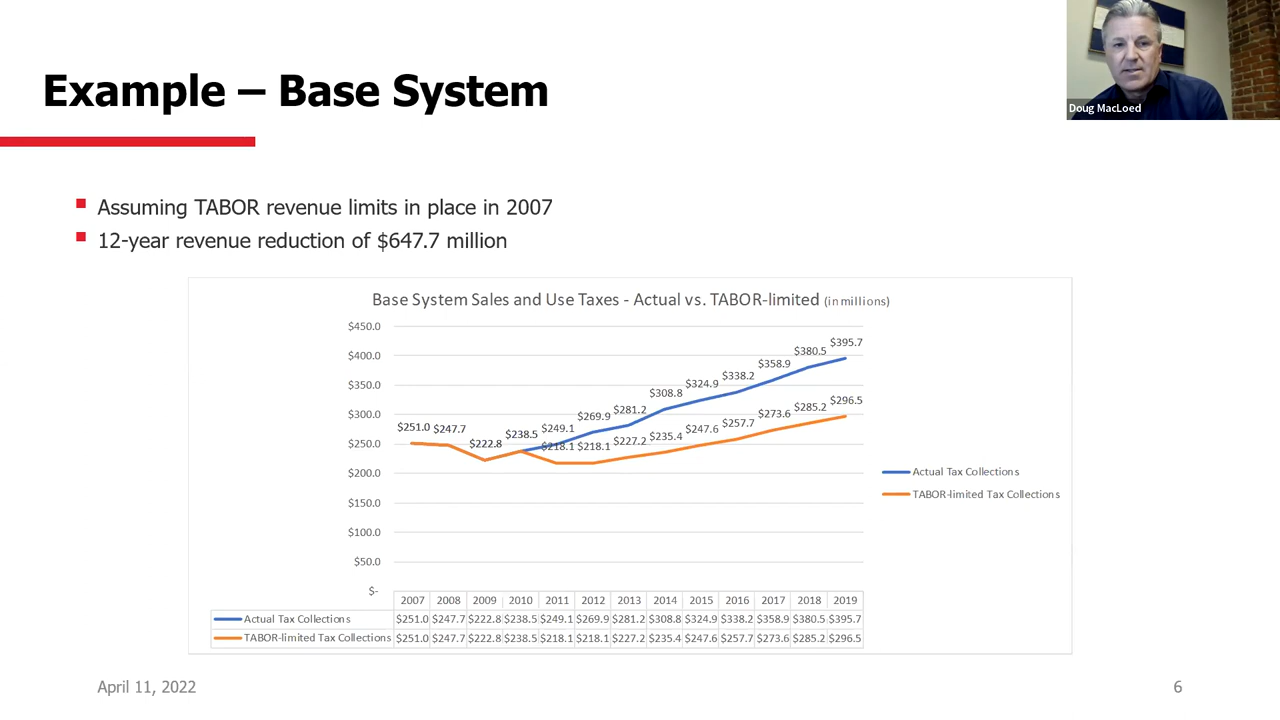 Doug MacLoed
Example – Base System
Assuming TABOR revenue limits in place in 2007
12-year revenue reduction of $647.7 million
Base System Sales and Use Taxes - Actual vs. TABOR-limited (in millions)
$450.0
$400.0
$350.0
$300.0
$250.0
$200.0
$150.0
$100.0
$50.0
$-
$251.0 $247.7 $222.8 $238.5 $249.1 $269.9 $281.2 $308.8 $324.9 $338.2 $358.9 $380.5 $395.7
$218.1 $218.1 $227.2 $235.4 $247.6 $257.7 $273.6 $285.2 $296.5
Actual Tax Collections
TABOR-limited Tax Collections
2007 2008 2009 2010 2011 2012 2013 2014 2015 2016 2017 2018 2019
Actual Tax Collections $251.0 $247.7 $222.8 $238.5 $249.1 $269.9 $281.2 $308.8 $324.9 $338.2 $358.9 $380.5 $395.7
TABOR-limited Tax Collections $251.0 $247.7 $222.8 $238.5 $218.1 $218.1 $227.2 $235.4 $247.6 $257.7 $273.6 $285.2 $296.5
April 11, 2022 6